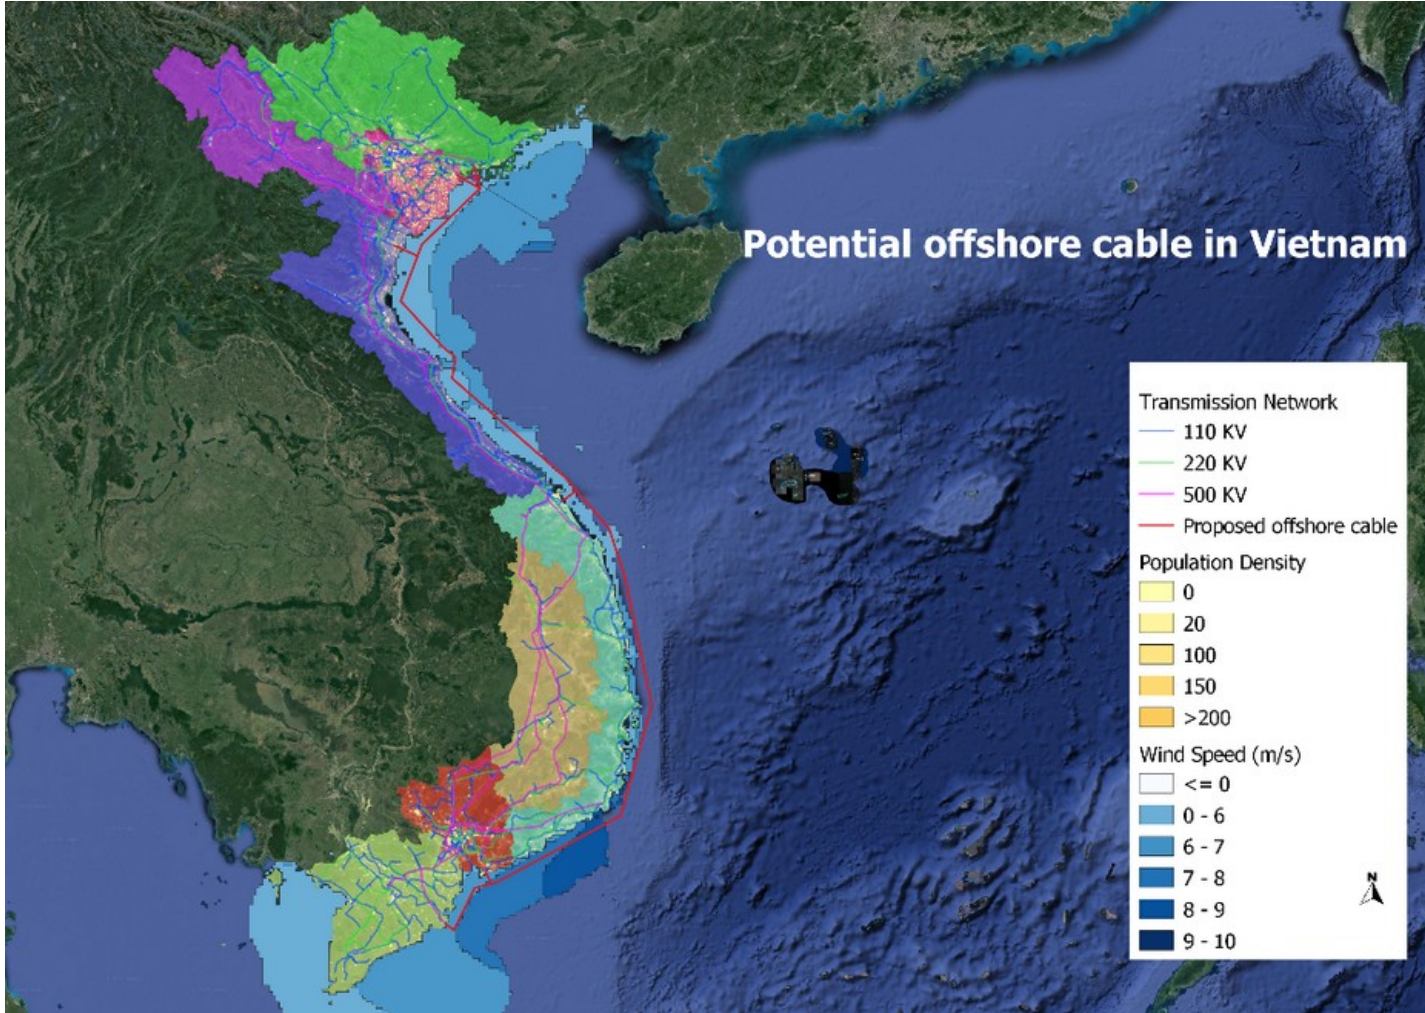 Potential offshore cable in Vietnam
Transmission Network
110 KV
220 KV
500 KV
Proposed offshore cable
Population Density
0
20
100
150
>200
Wind Speed (m/s)
<= 0
0 - 6
6 - 7
7 - 8
8 - 9
9 - 10
N